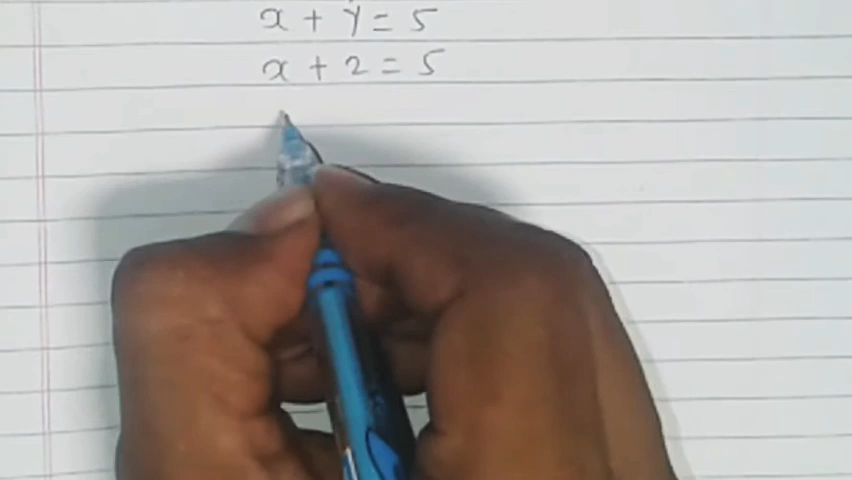 x + y = 5
x + 2 = 5